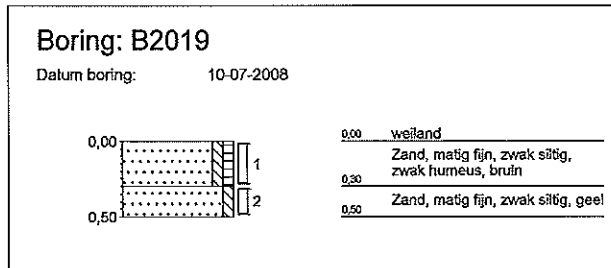 Boring: B2019
Datum boring: 10-07-2008
0,00
1
2
0,50
0,00 weiland
Zand, matig fijn, zwak siltig,
zwak humeus, bruin
0,30
Zand, matig fijn, zwak siltig, geel
0,50